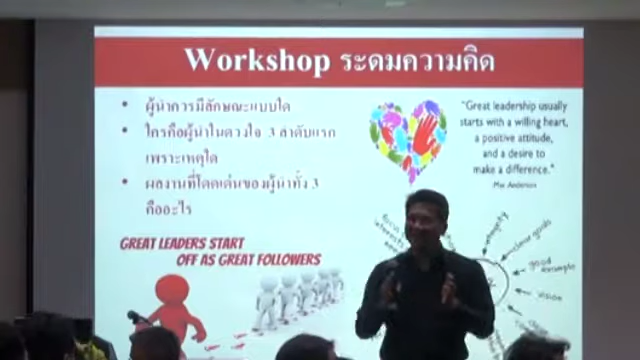 Workshop ระดมความคิด
• ผู้นำการมีลักษณะแบบใด
• ใครคือผู้นำในดวงใจ 3 ลำดับแรก
เพราะเหตุใด
• ผลงานที่โดดเด่นของผู้นำทั้ง 3
คืออะไร
"Great leadership usually
starts with a willing heart,
a positive attitude,
and a desire to
make a difference."
Mac Anderson
GREAT LEADERS START
OFF AS GREAT FOLLOWERS
integrity
clear goals
good
example
vision